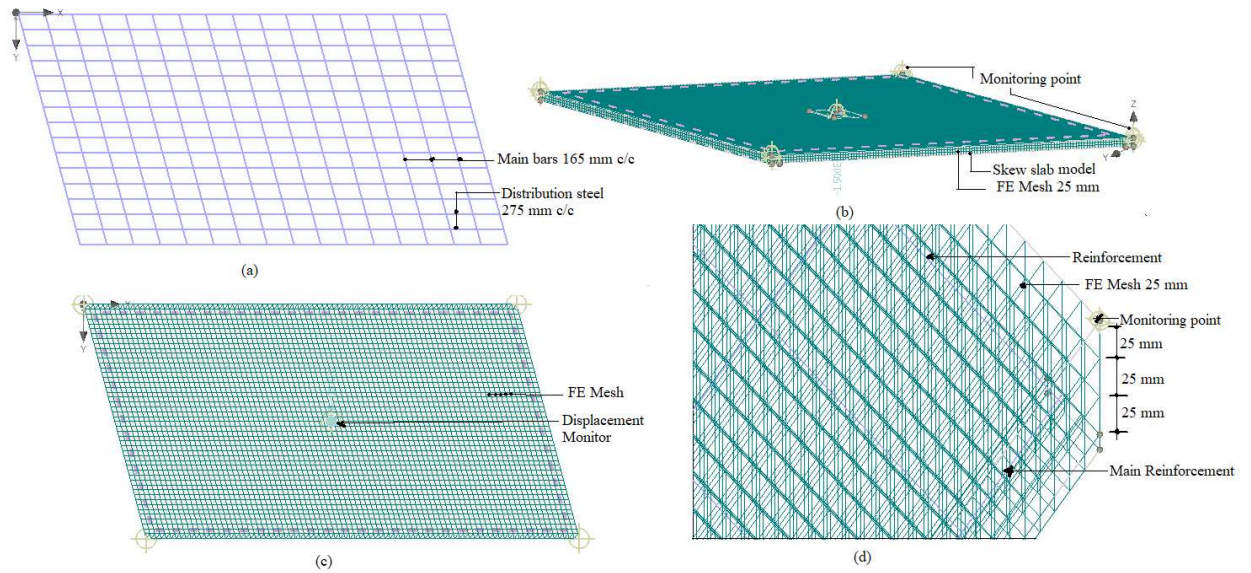 X
Y
Main bars 165 mm c/c
Distribution steel
275 mm c/c
(a)
Monitoring point
Z
Y
Skew slab model
FE Mesh 25 mm
(b)
X
Y
FE Mesh
Displacement
Monitor
(c)
Reinforcement
FE Mesh 25 mm
Monitoring point
25 mm
25 mm
25 mm
Main Reinforcement
(d)